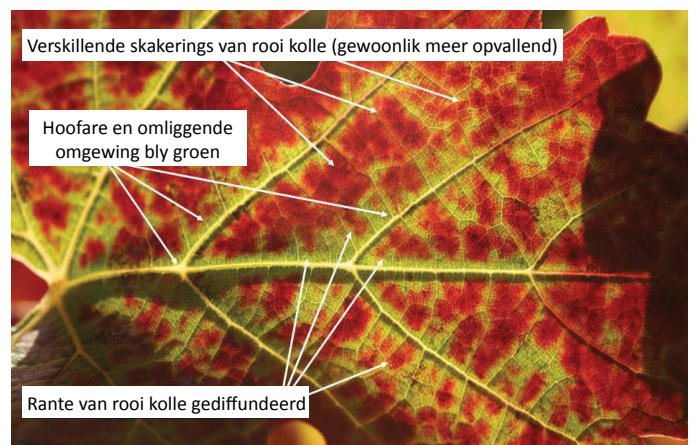 Verskillende skakerings van rooi kolle (gewoonlik meer opvallend)
Hoofare en omliggende
omgewing bly groen
Rante van rooi kolle gediffundeerd